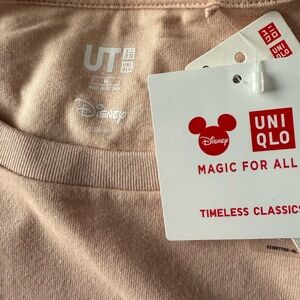 UT
UNI
QLO
M
Disney
Disney
UNI
QLO
MAGIC FOR ALL
TIMELESS CLASSICS